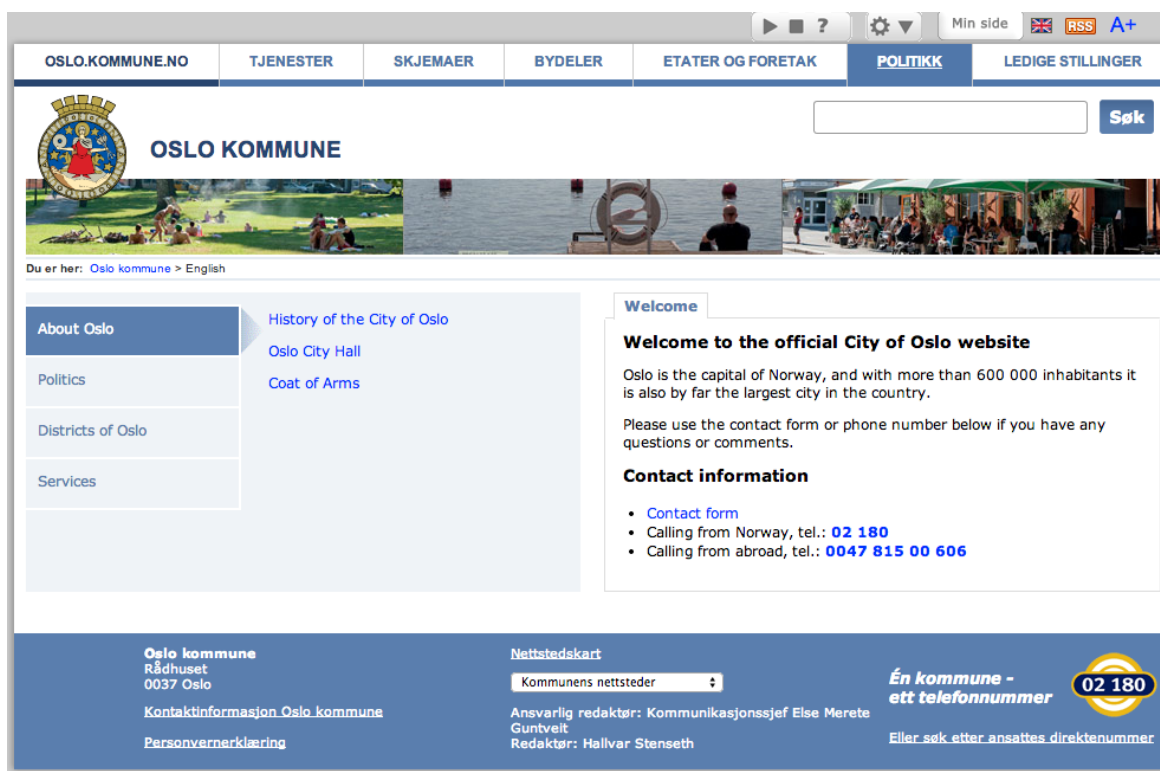 ?
Min side
RSS
A+
OSLO.KOMMUNE.NO
TJENESTER
SKJEMAER
BYDELER
ETATER OG FORETAK
POLITIKK
LEDIGE STILLINGER
OSLO KOMMUNE
Søk
Du er her: Oslo kommune > English
About Oslo
Politics
Districts of Oslo
Services
History of the City of Oslo
Oslo City Hall
Coat of Arms
Welcome
Welcome to the official City of Oslo website
Oslo is the capital of Norway, and with more than 600 000 inhabitants it
is also by far the largest city in the country.
Please use the contact form or phone number below if you have any
questions or comments.
Contact information
• Contact form
• Calling from Norway, tel.: 02 180
• Calling from abroad, tel.: 0047 815 00 606
Oslo kommune
Rådhuset
0037 Oslo
Kontaktinformasjon Oslo kommune
Personvernerklæring
Nettstedskart
Kommunens nettsteder
Ansvarlig redaktør: Kommunikasjonssjef Else Merete
Guntveit
Redaktør: Hallvar Stenseth
Én kommune -
ett telefonnummer
02 180
Eller søk etter ansattes direktenummer